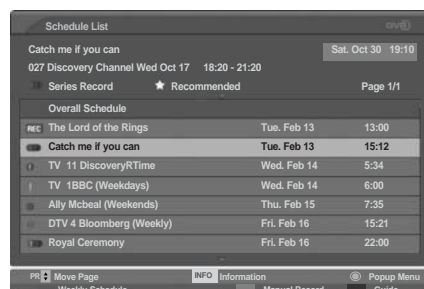 Schedule List
Catch me if you can
Sat. Oct 30 19:10
027 Discovery Channel Wed Oct 17 18:20 - 21:20
Series Record Recommended Page 1/1
Overall Schedule
REC The Lord of the Rings Tue. Feb 13 13:00
Catch me if you can Tue. Feb 13 15:12
TV 11 DiscoveryRTime Wed. Feb 14 5:34
TV 1BBC (Weekdays) Wed. Feb 14 6:00
Ally Mcbeal (Weekends) Thu. Feb 15 7:35
DTV 4 Bloomberg (Weekly) Fri. Feb 16 15:21
Royal Ceremony Fri. Feb 16 22:00
PR Move Page INFO Information Popup Menu
Weekly Schedule Manual Record Guide